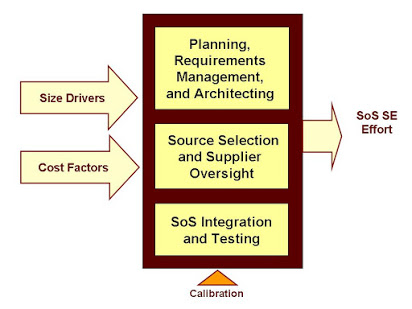 Planning,
Requirements
Management,
and Architecting
Size Drivers
SoS SE
Effort
Source Selection
and Supplier
Oversight
Cost Factors
SoS Integration
and Testing
Calibration